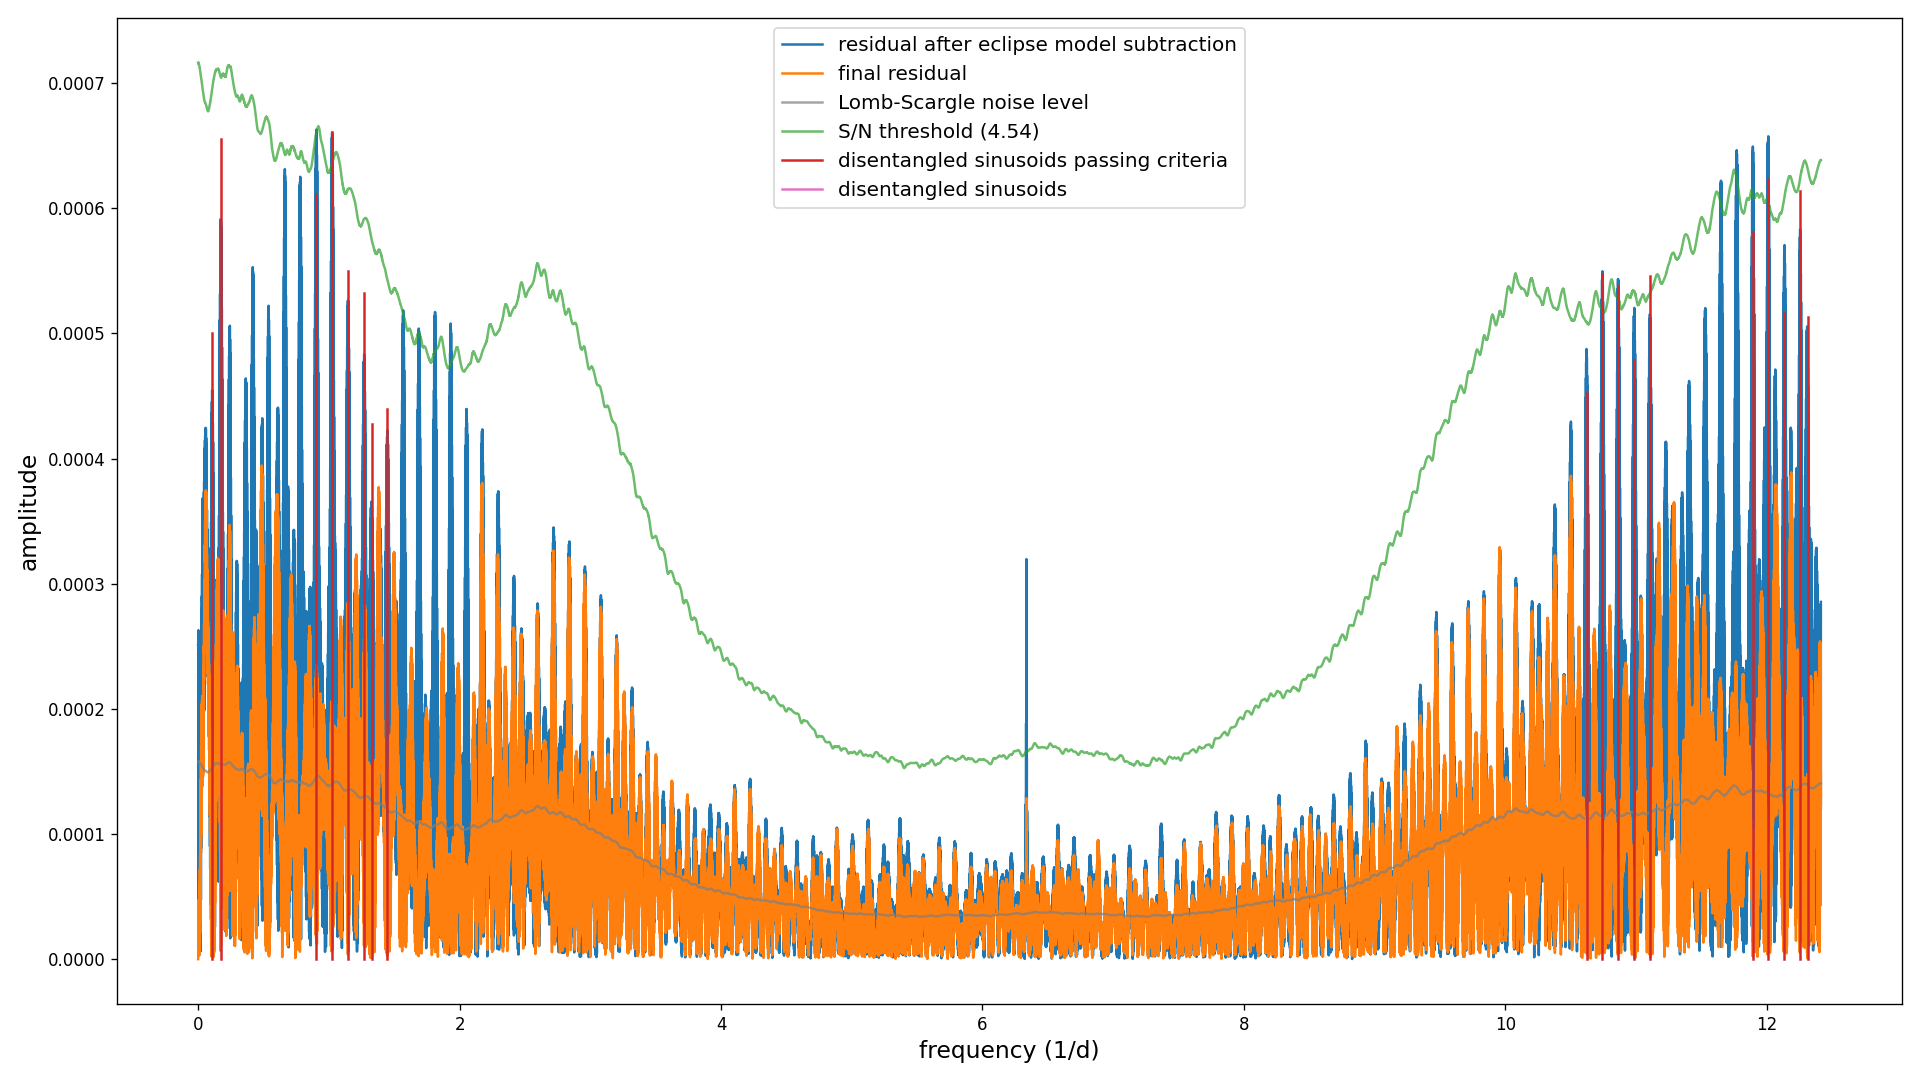 residual after eclipse model subtraction
final residual
Lomb-Scargle noise level
S/N threshold (4.54)
disentangled sinusoids passing criteria
disentangled sinusoids
amplitude
0.0007
0.0006
0.0005
0.0004
0.0003
0.0002
0.0001
0.0000
0 2 4 6 8 10 12
frequency (1/d)